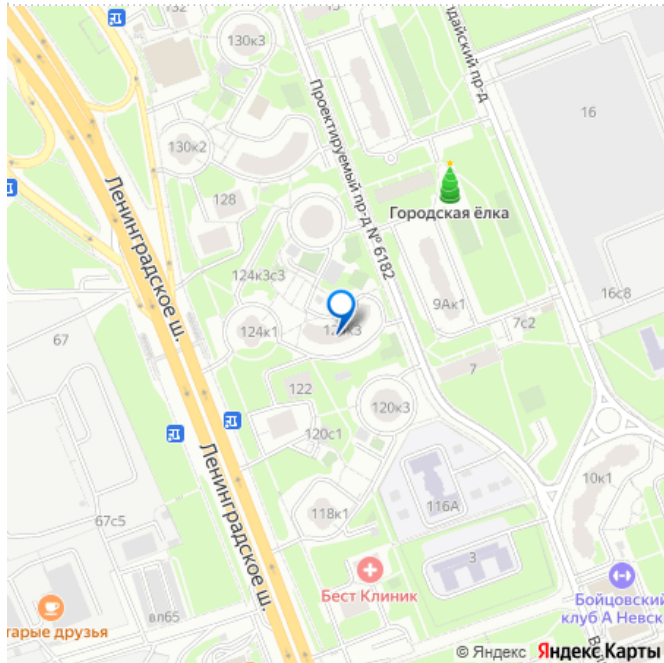 132
130к3
Проектируемый пр-д № 6182
16
130к2
Ленинградское ш.
128
Городская ёлка
124к3с3
16с8
9Ак1
67
124к1
7с2
7
122
120к3
120с1
10к1
Ленинградское ш.
118к1
116А
67с5
3
Бест Клиник
вл65
Бойцовский
клуб А Невск
тарые друзья
© Яндекс Яндекс Карты